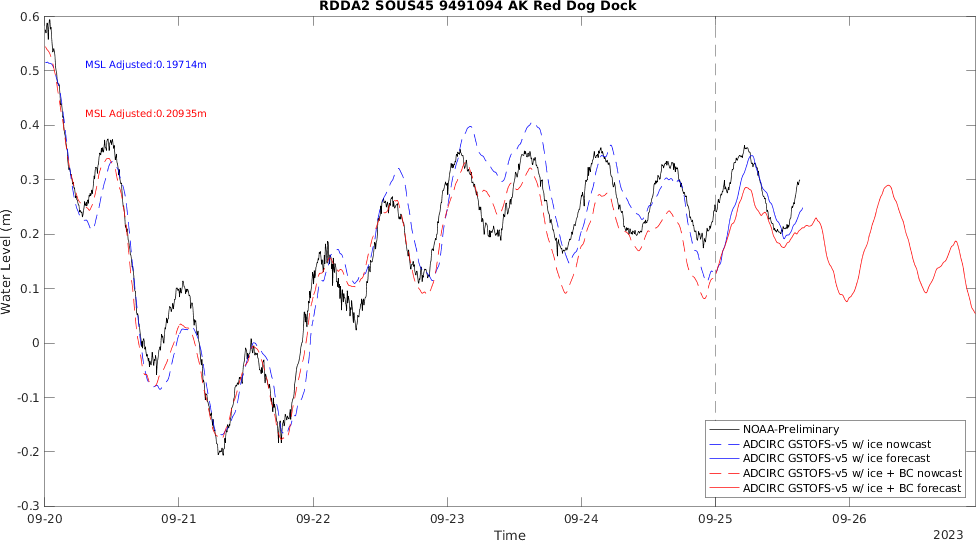 RDDA2 SOUS45 9491094 AK Red Dog Dock
MSL Adjusted:0.19714m
MSL Adjusted:0.20935m
Water Level (m)
0.6
0.5
0.4
0.3
0.2
0.1
0
-0.1
-0.2
-0.3
NOAA-Preliminary
ADCIRC GSTOFS-v5 w/ ice nowcast
ADCIRC GSTOFS-v5 w/ ice forecast
ADCIRC GSTOFS-v5 w/ ice + BC nowcast
ADCIRC GSTOFS-v5 w/ ice + BC forecast
09-20 09-21 09-22 09-23 09-24 09-25 09-26
Time
2023